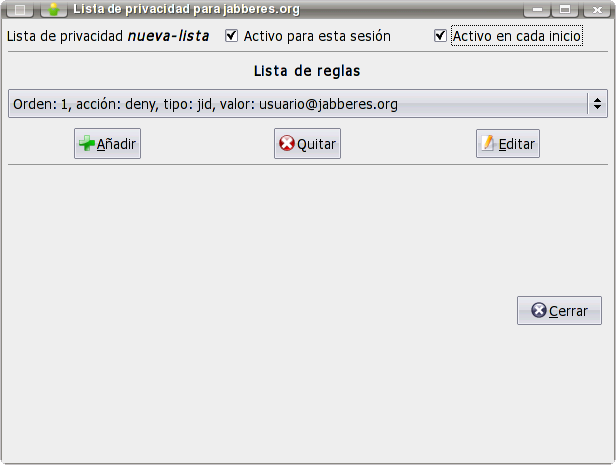 Lista de privacidad para jabberes.org
Lista de privacidad nueva-lista Activo para esta sesión Activo en cada inicio
Lista de reglas
Orden: 1, acción: deny, tipo: jid, valor: usuario@jabberes.org
Añadir Quitar Editar
Cerrar